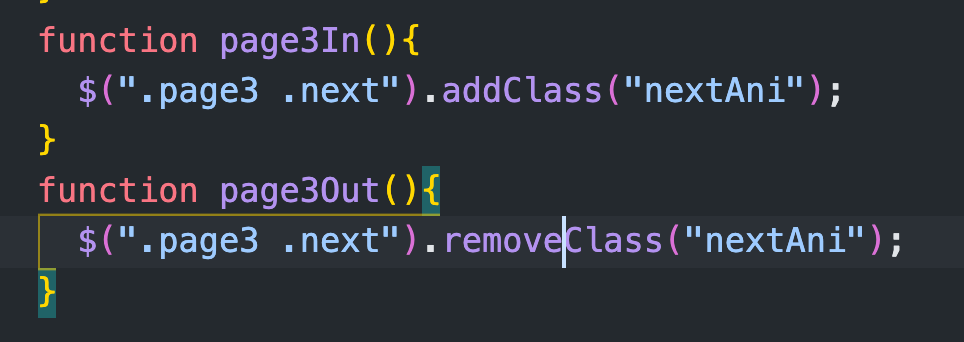 function page3In(){
  $(".page3 .next").addClass("nextAni");
}
function page3Out(){
  $(".page3 .next").removeClass("nextAni");
}